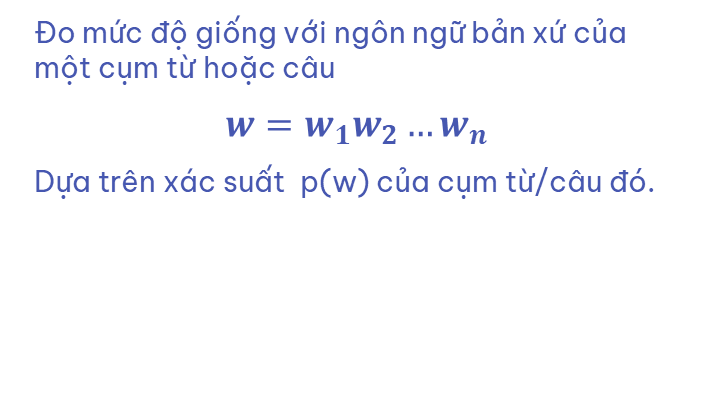 Đo mức độ giống với ngôn ngữ bản xứ của
một cụm từ hoặc câu
w = w₁w₂ … wₙ
Dựa trên xác suất p(w) của cụm từ/câu đó.